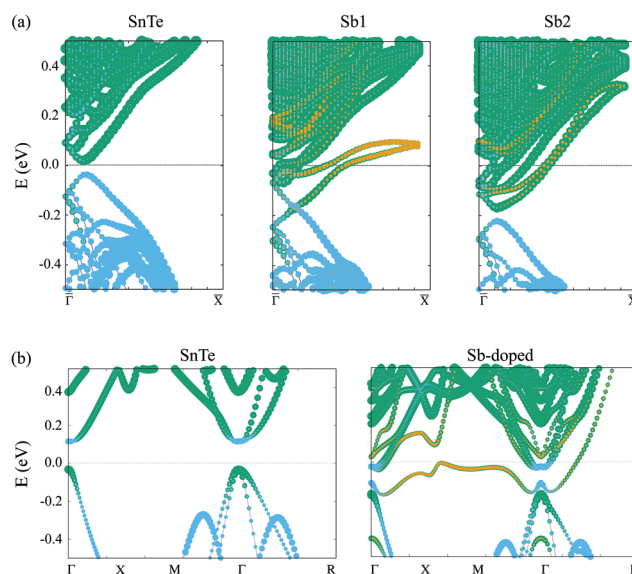 (a) SnTe Sb1 Sb2
E (eV)
0.4
0.2
0.0
-0.2
-0.4
Γ̄ X̄ Γ̄ X̄ Γ̄ X̄
(b) SnTe Sb-doped
E (eV)
0.4
0.2
0.0
-0.2
-0.4
Γ X M Γ R Γ X M Γ